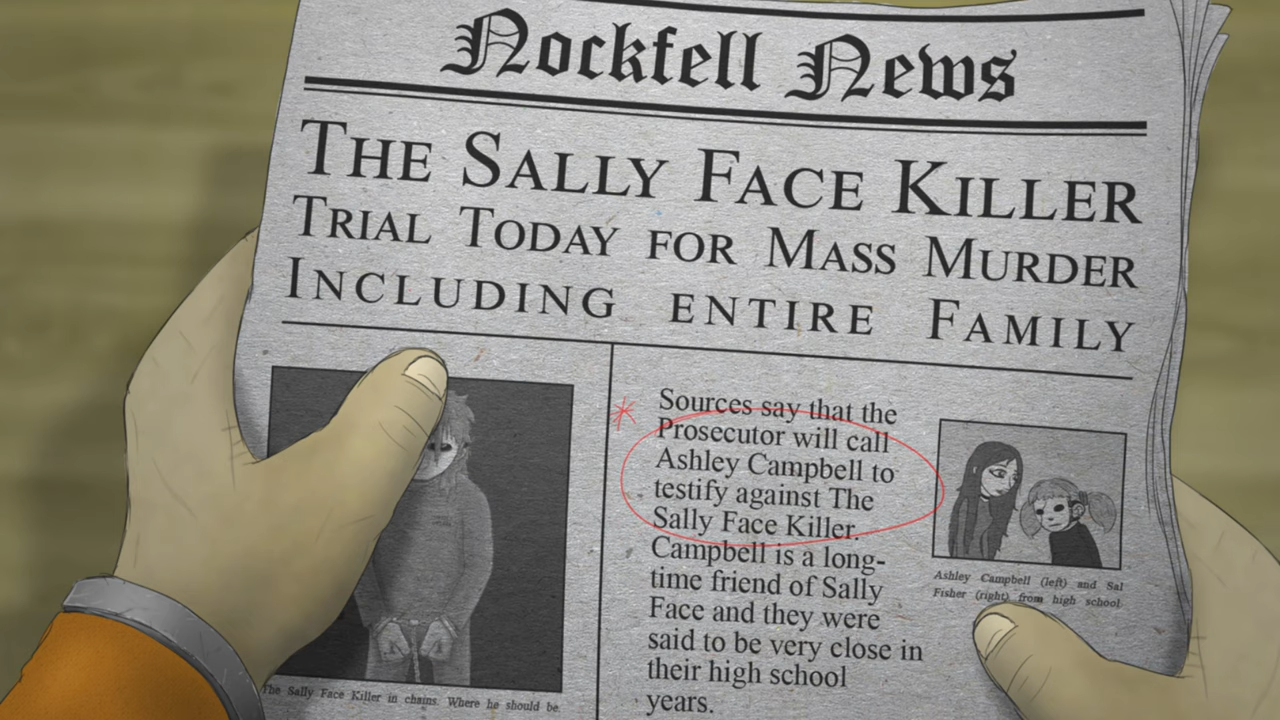 Nockfell News
The Sally Face Killer
Trial Today for Mass Murder
Including entire Family
Sources say that the
Prosecutor will call
Ashley Campbell to
testify against The
Sally Face Killer.
Campbell is a long-
time friend of Sally
Face and they were
said to be very close in
their high school
years.
Ashley Campbell (left) and Sal
Fisher (right) from high school
The Sally Face Killer in chains. Where he should be.